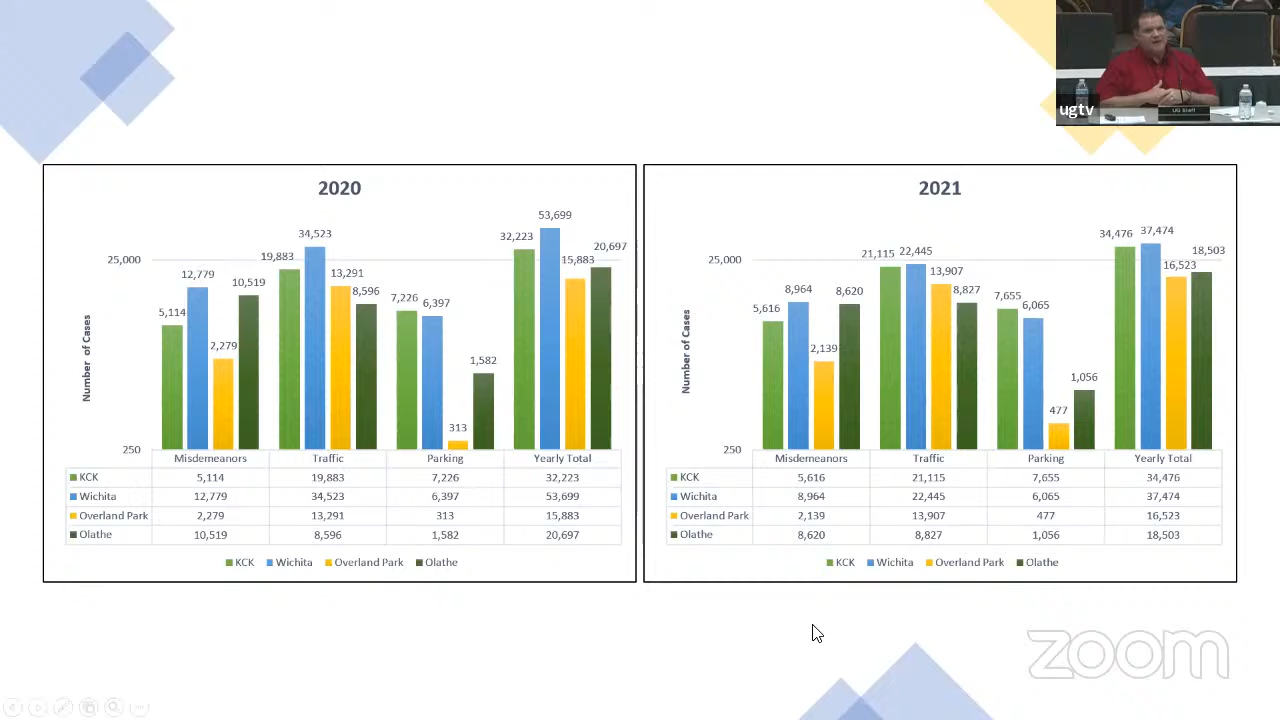 ugtv
UG Staff
2020
53,699
34,523
32,223
20,697
19,883
25,000
15,883
12,779
13,291
10,519
8,596
7,226
6,397
5,114
2,279
1,582
313
Number of Cases
250
Misdemeanors Traffic Parking Yearly Total
KCK 5,114 19,883 7,226 32,223
Wichita 12,779 34,523 6,397 53,699
Overland Park 2,279 13,291 313 15,883
Olathe 10,519 8,596 1,582 20,697
KCK Wichita Overland Park Olathe
2021
34,476 37,474
21,115 22,445
18,503
25,000
16,523
13,907
8,964
8,620
8,827
7,655
6,065
5,616
2,139
1,056
477
Number of Cases
250
Misdemeanors Traffic Parking Yearly Total
KCK 5,616 21,115 7,655 34,476
Wichita 8,964 22,445 6,065 37,474
Overland Park 2,139 13,907 477 16,523
Olathe 8,620 8,827 1,056 18,503
KCK Wichita Overland Park Olathe
zoom